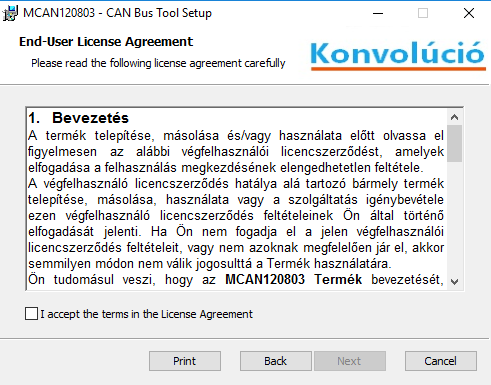 MCAN120803 - CAN Bus Tool Setup
End-User License Agreement
Please read the following license agreement carefully
Konvolúció
1. Bevezetés
A termék telepítése, másolása és/vagy használata előtt olvassa el
figyelmesen az alábbi végfelhasználói licencszerződést, amelyek
elfogadása a felhasználás megkezdésének elengedhetetlen feltétele.
A végfelhasználó licencszerződés hatálya alá tartozó bármely termék
telepítése, másolása, használata vagy a szolgáltatás igénybevétele
ezen végfelhasználó licencszerződés feltételeinek Ön által történő
elfogadását jelenti. Ha Ön nem fogadja el a jelen végfelhasználói
licencszerződés feltételeit, vagy nem azoknak megfelelően jár el, akkor
semmilyen módon nem válik jogosulttá a Termék használatára.
Ön tudomásul veszi, hogy az MCAN120803 Termék bevezetését,
I accept the terms in the License Agreement
Print
Back
Next
Cancel